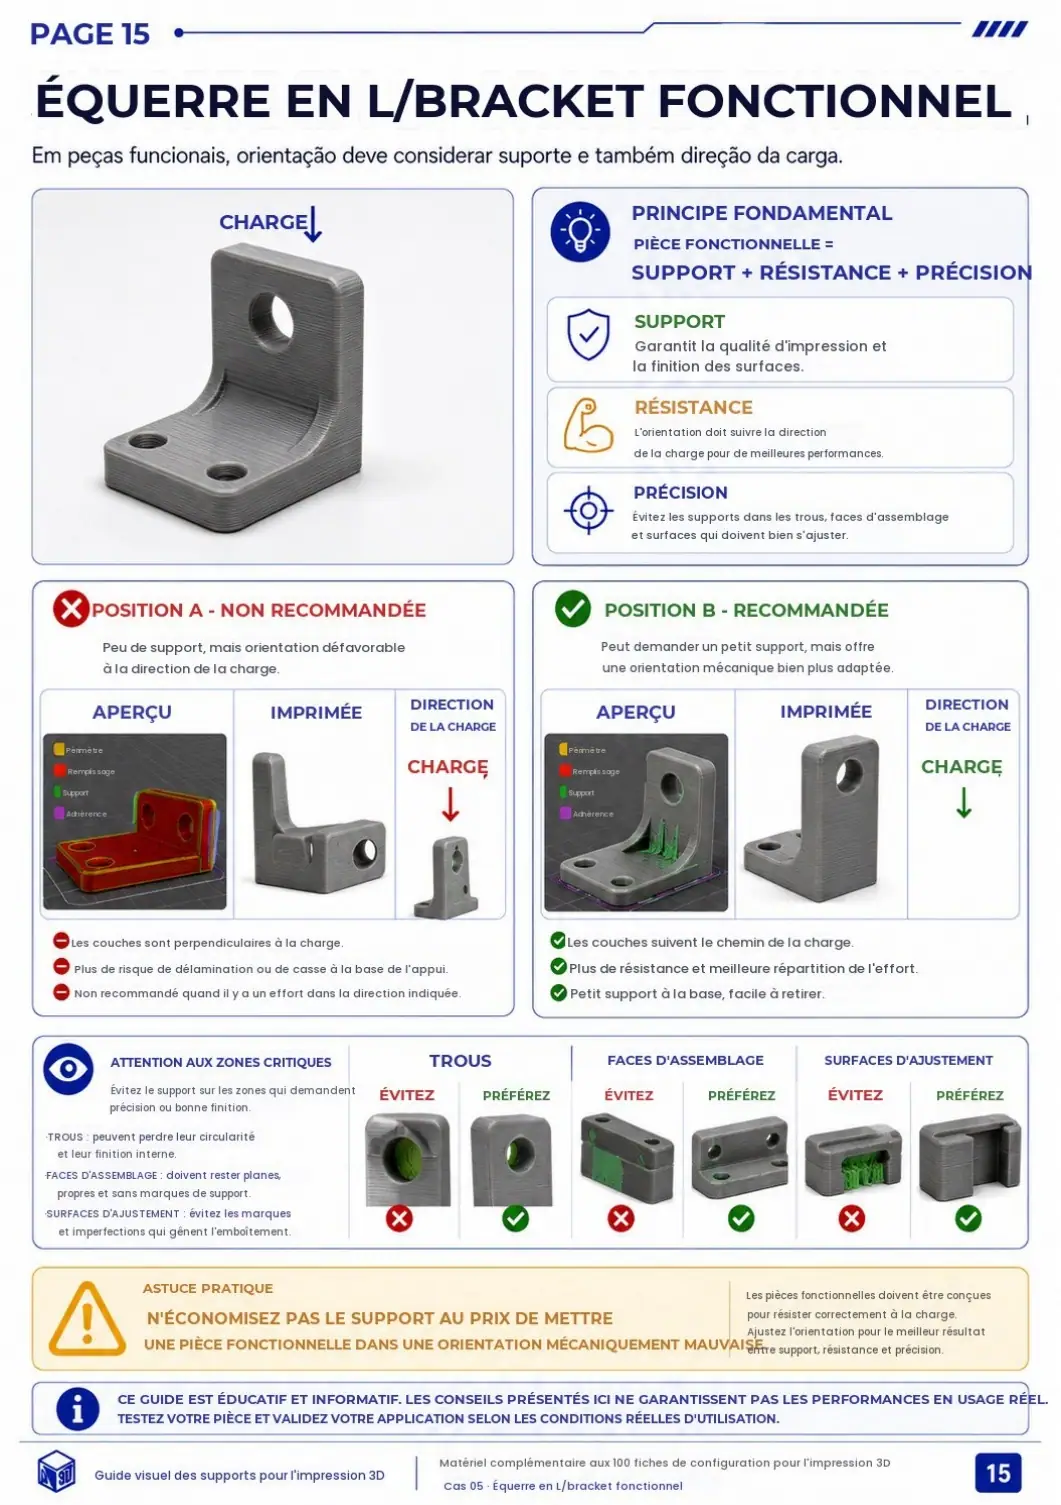 PAGE 15
ÉQUERRE EN L/BRACKET FONCTIONNEL
Em peças funcionais, orientação deve considerar suporte e também direção da carga.
CHARGE
PRINCIPE FONDAMENTAL
PIÈCE FONCTIONNELLE =
SUPPORT + RÉSISTANCE + PRÉCISION
SUPPORT
Garantit la qualité d'impression et
la finition des surfaces.
RÉSISTANCE
L'orientation doit suivre la direction
de la charge pour de meilleures performances.
PRÉCISION
Évitez les supports dans les trous, faces d'assemblage
et surfaces qui doivent bien s'ajuster.
POSITION A - NON RECOMMANDÉE
Peu de support, mais orientation défavorable
à la direction de la charge.
APERÇU
IMPRIMÉE
DIRECTION
DE LA CHARGE
Périmètre
Remplissage
Support
Adhérence
CHARGE
Les couches sont perpendiculaires à la charge.
Plus de risque de délamination ou de casse à la base de l'appui.
Non recommandé quand il y a un effort dans la direction indiquée.
POSITION B - RECOMMANDÉE
Peut demander un petit support, mais offre
une orientation mécanique bien plus adaptée.
APERÇU
IMPRIMÉE
DIRECTION
DE LA CHARGE
Périmètre
Remplissage
Support
Adhérence
CHARGE
Les couches suivent le chemin de la charge.
Plus de résistance et meilleure répartition de l'effort.
Petit support à la base, facile à retirer.
ATTENTION AUX ZONES CRITIQUES
Évitez le support sur les zones qui demandent
précision ou bonne finition.
·TROUS : peuvent perdre leur circularité
et leur finition interne.
·FACES D'ASSEMBLAGE : doivent rester planes,
propres et sans marques de support.
·SURFACES D'AJUSTEMENT : évitez les marques
et imperfections qui gênent l'emboîtement.
TROUS
ÉVITEZ
PRÉFÉREZ
FACES D'ASSEMBLAGE
ÉVITEZ
PRÉFÉREZ
SURFACES D'AJUSTEMENT
ÉVITEZ
PRÉFÉREZ
ASTUCE PRATIQUE
N'ÉCONOMISEZ PAS LE SUPPORT AU PRIX DE METTRE
UNE PIÈCE FONCTIONNELLE DANS UNE ORIENTATION MÉCANIQUEMENT MAUVAISE
Les pièces fonctionnelles doivent être conçues
pour résister correctement à la charge.
Ajustez l'orientation pour le meilleur résultat
entre support, résistance et précision.
CE GUIDE EST ÉDUCATIF ET INFORMATIF. LES CONSEILS PRÉSENTÉS ICI NE GARANTISSENT PAS LES PERFORMANCES EN USAGE RÉEL.
TESTEZ VOTRE PIÈCE ET VALIDEZ VOTRE APPLICATION SELON LES CONDITIONS RÉELLES D'UTILISATION.
Guide visuel des supports pour l'impression 3D
Matériel complémentaire aux 100 fiches de configuration pour l'impression 3D
Cas 05 · Équerre en L/bracket fonctionnel
15